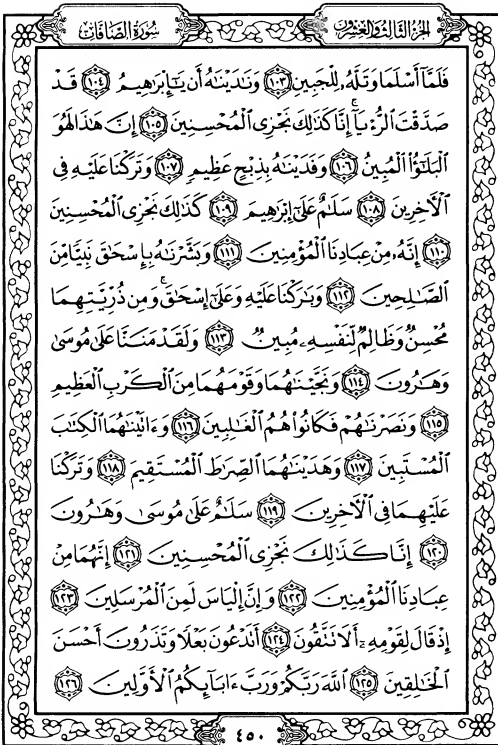 الجزء الثالث والعشرون
سورة الصافات
فَلَمَّآ أَسْلَمَا وَتَلَّهُۥ لِلْجَبِينِ ١٠٣ وَنَـٰدَيْنَـٰهُ أَن يَـٰٓإِبْرَٰهِيمُ ١٠٤ قَدْ
صَدَّقْتَ ٱلرُّءْيَآ ۚ إِنَّا كَذَٰلِكَ نَجْزِى ٱلْمُحْسِنِينَ ١٠٥ إِنَّ هَـٰذَا لَهُوَ
ٱلْبَلَـٰٓؤُا۟ ٱلْمُبِينُ ١٠٦ وَفَدَيْنَـٰهُ بِذِبْحٍ عَظِيمٍ ١٠٧ وَتَرَكْنَا عَلَيْهِ فِى
ٱلْـَٔاخِرِينَ ١٠٨ سَلَـٰمٌ عَلَىٰٓ إِبْرَٰهِيمَ ١٠٩ كَذَٰلِكَ نَجْزِى ٱلْمُحْسِنِينَ
١١٠ إِنَّهُۥ مِنْ عِبَادِنَا ٱلْمُؤْمِنِينَ ١١١ وَبَشَّرْنَـٰهُ بِإِسْحَـٰقَ نَبِيًّا مِّنَ
ٱلصَّـٰلِحِينَ ١١٢ وَبَـٰرَكْنَا عَلَيْهِ وَعَلَىٰٓ إِسْحَـٰقَ ۚ وَمِن ذُرِّيَّتِهِمَا
مُحْسِنٌ وَظَالِمٌ لِّنَفْسِهِۦ مُبِينٌ ١١٣ وَلَقَدْ مَنَنَّا عَلَىٰ مُوسَىٰ
وَهَـٰرُونَ ١١٤ وَنَجَّيْنَـٰهُمَا وَقَوْمَهُمَا مِنَ ٱلْكَرْبِ ٱلْعَظِيمِ
١١٥ وَنَصَرْنَـٰهُمْ فَكَانُوا۟ هُمُ ٱلْغَـٰلِبِينَ ١١٦ وَءَاتَيْنَـٰهُمَا ٱلْكِتَـٰبَ
ٱلْمُسْتَبِينَ ١١٧ وَهَدَيْنَـٰهُمَا ٱلصِّرَٰطَ ٱلْمُسْتَقِيمَ ١١٨ وَتَرَكْنَا
عَلَيْهِمَا فِى ٱلْـَٔاخِرِينَ ١١٩ سَلَـٰمٌ عَلَىٰ مُوسَىٰ وَهَـٰرُونَ
١٢٠ إِنَّا كَذَٰلِكَ نَجْزِى ٱلْمُحْسِنِينَ ١٢١ إِنَّهُمَا مِنْ
عِبَادِنَا ٱلْمُؤْمِنِينَ ١٢٢ وَإِنَّ إِلْيَاسَ لَمِنَ ٱلْمُرْسَلِينَ ١٢٣
إِذْ قَالَ لِقَوْمِهِۦٓ أَلَا تَتَّقُونَ ١٢٤ أَتَدْعُونَ بَعْلًا وَتَذَرُونَ أَحْسَنَ
ٱلْخَـٰلِقِينَ ١٢٥ ٱللَّهَ رَبَّكُمْ وَرَبَّ ءَابَآئِكُمُ ٱلْأَوَّلِينَ ١٢٦
٤٥٠